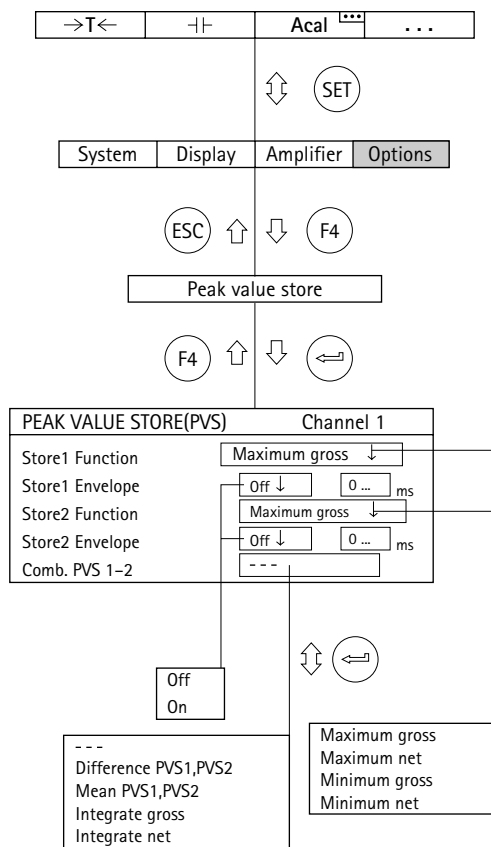 →T← ⊣⊢ Acal ... . . .
SET
System Display Amplifier Options
ESC F4
Peak value store
F4
PEAK VALUE STORE(PVS) Channel 1
Store1 Function Maximum gross ↓
Store1 Envelope Off ↓ 0 ... ms
Store2 Function Maximum gross ↓
Store2 Envelope Off ↓ 0 ... ms
Comb. PVS 1–2 - - -
Off
On
- - -
Difference PVS1,PVS2
Mean PVS1,PVS2
Integrate gross
Integrate net
Maximum gross
Maximum net
Minimum gross
Minimum net